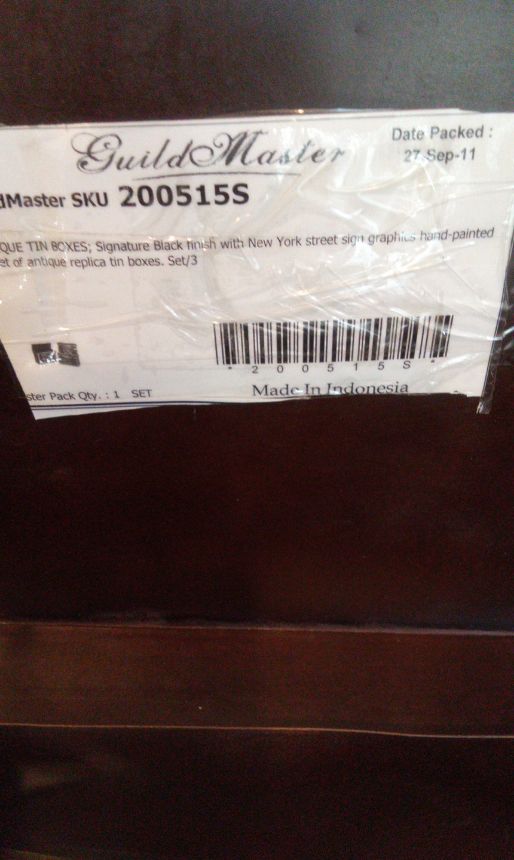 GuildMaster
Date Packed :
27-Sep-11
dMaster SKU 200515S
QUE TIN BOXES; Signature Black finish with New York street sign graphics hand-painted
et of antique replica tin boxes. Set/3
* 2 0 0 5 1 5 S *
ster Pack Qty. : 1 SET
Made In Indonesia